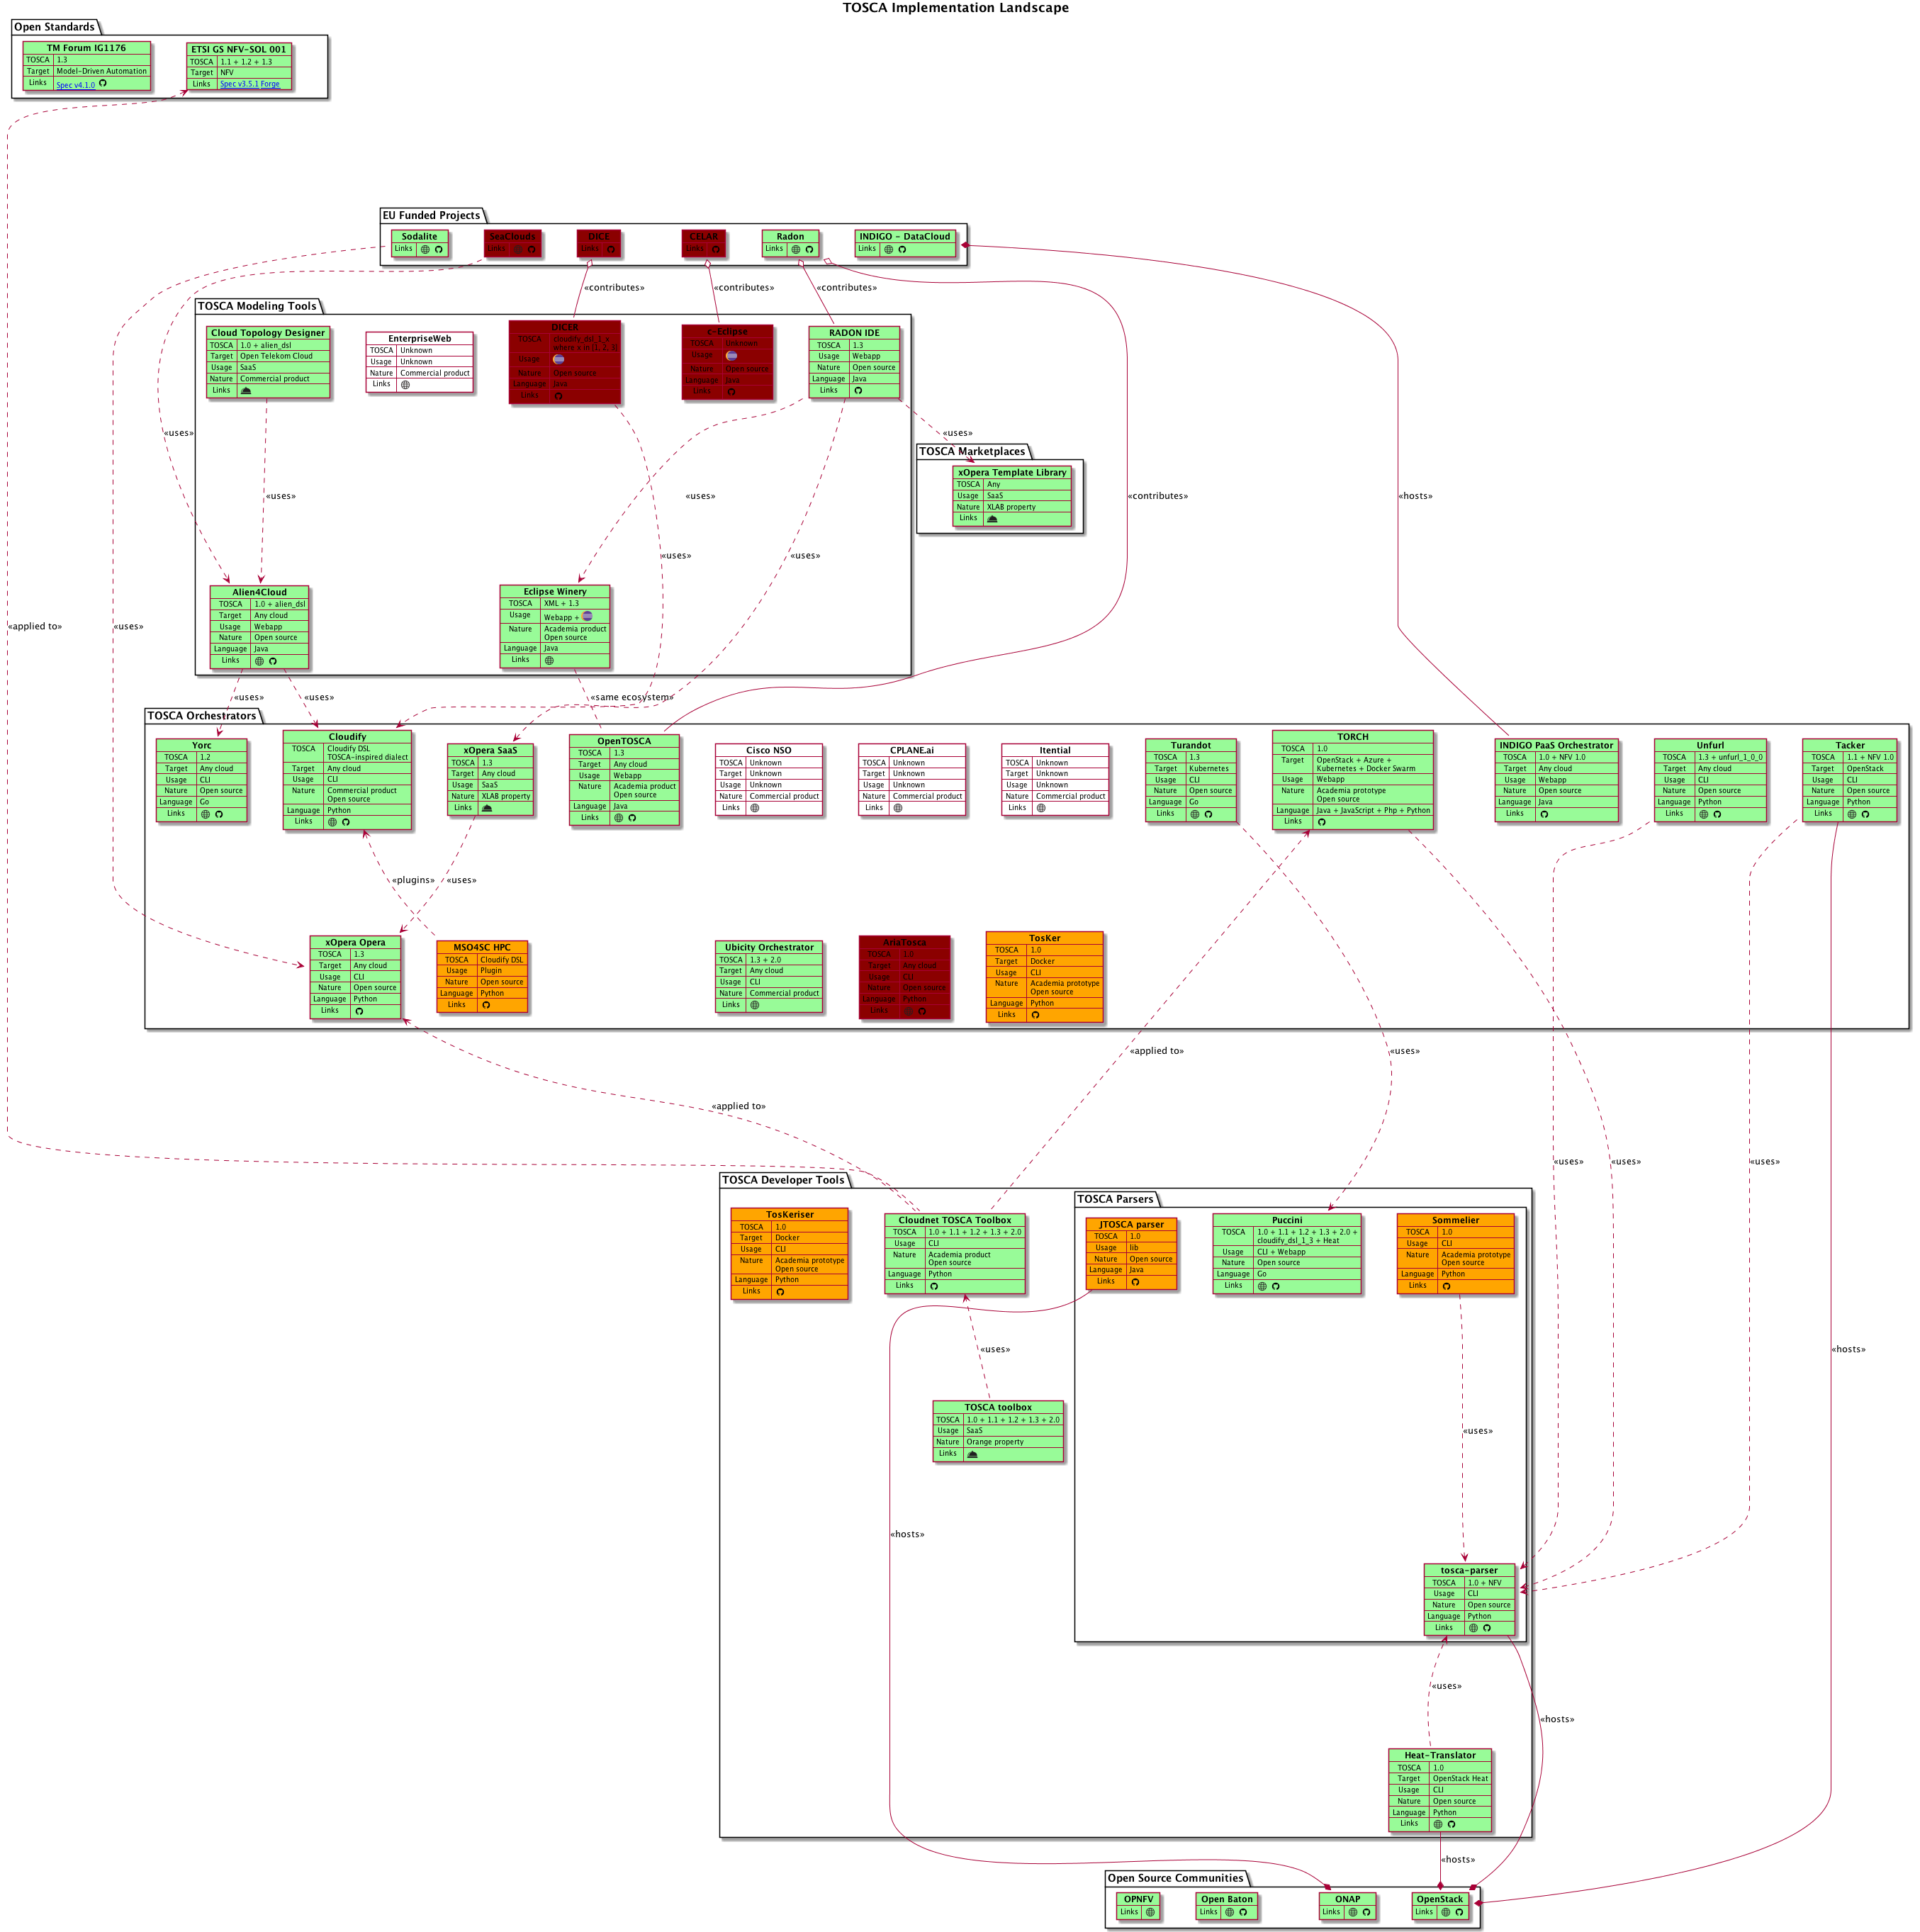 TOSCA Implementation Landscape
Open Standards
TM Forum IG1176
TOSCA 1.3
Target Model-Driven Automation
Links Spec v4.1.0
ETSI GS NFV-SOL 001
TOSCA 1.1 + 1.2 + 1.3
Target NFV
Links Spec v3.5.1 Forge
EU Funded Projects
Sodalite
Links
SeaClouds
Links
DICE
Links
CELAR
Links
Radon
Links
INDIGO - DataCloud
Links
«contributes»
«contributes»
«contributes»
TOSCA Modeling Tools
Cloud Topology Designer
TOSCA 1.0 + alien_dsl
Target Open Telekom Cloud
Usage SaaS
Nature Commercial product
Links
EnterpriseWeb
TOSCA Unknown
Usage Unknown
Nature Commercial product
Links
DICER
TOSCA cloudify_dsl_1_x
where x in [1, 2, 3]
Usage
Nature Open source
Language Java
Links
c-Eclipse
TOSCA Unknown
Usage
Nature Open source
Language Java
Links
RADON IDE
TOSCA 1.3
Usage Webapp
Nature Open source
Language Java
Links
«uses»
«uses»
TOSCA Marketplaces
xOpera Template Library
TOSCA Any
Usage SaaS
Nature XLAB property
Links
«uses»
«uses»
«contributes»
«hosts»
«uses»
«uses»
Alien4Cloud
TOSCA 1.0 + alien_dsl
Target Any cloud
Usage Webapp
Nature Open source
Language Java
Links
Eclipse Winery
TOSCA XML + 1.3
Usage Webapp +
Nature Academia product
Open source
Language Java
Links
«applied to»
«uses»
«uses»
«uses»
«same ecosystem»
TOSCA Orchestrators
Yorc
TOSCA 1.2
Target Any cloud
Usage CLI
Nature Open source
Language Go
Links
Cloudify
TOSCA Cloudify DSL
TOSCA-inspired dialect
Target Any cloud
Usage CLI
Nature Commercial product
Open source
Language Python
Links
xOpera SaaS
TOSCA 1.3
Target Any cloud
Usage SaaS
Nature XLAB property
Links
OpenTOSCA
TOSCA 1.3
Target Any cloud
Usage Webapp
Nature Academia product
Open source
Language Java
Links
Cisco NSO
TOSCA Unknown
Target Unknown
Usage Unknown
Nature Commercial product
Links
CPLANE.ai
TOSCA Unknown
Target Unknown
Usage Unknown
Nature Commercial product
Links
Itential
TOSCA Unknown
Target Unknown
Usage Unknown
Nature Commercial product
Links
Turandot
TOSCA 1.3
Target Kubernetes
Usage CLI
Nature Open source
Language Go
Links
TORCH
TOSCA 1.0
Target OpenStack + Azure +
Kubernetes + Docker Swarm
Usage Webapp
Nature Academia prototype
Open source
Language Java + JavaScript + Php + Python
Links
INDIGO PaaS Orchestrator
TOSCA 1.0 + NFV 1.0
Target Any cloud
Usage Webapp
Nature Open source
Language Java
Links
Unfurl
TOSCA 1.3 + unfurl_1_0_0
Target Any cloud
Usage CLI
Nature Open source
Language Python
Links
Tacker
TOSCA 1.1 + NFV 1.0
Target OpenStack
Usage CLI
Nature Open source
Language Python
Links
«plugins»
«uses»
xOpera Opera
TOSCA 1.3
Target Any cloud
Usage CLI
Nature Open source
Language Python
Links
MSO4SC HPC
TOSCA Cloudify DSL
Usage Plugin
Nature Open source
Language Python
Links
Ubicity Orchestrator
TOSCA 1.3 + 2.0
Target Any cloud
Usage CLI
Nature Commercial product
Links
AriaTosca
TOSCA 1.0
Target Any cloud
Usage CLI
Nature Open source
Language Python
Links
TosKer
TOSCA 1.0
Target Docker
Usage CLI
Nature Academia prototype
Open source
Language Python
Links
«applied to»
«uses»
«applied to»
«uses»
«uses»
«uses»
TOSCA Developer Tools
TosKeriser
TOSCA 1.0
Target Docker
Usage CLI
Nature Academia prototype
Open source
Language Python
Links
Cloudnet TOSCA Toolbox
TOSCA 1.0 + 1.1 + 1.2 + 1.3 + 2.0
Usage CLI
Nature Academia product
Open source
Language Python
Links
TOSCA Parsers
JTOSCA parser
TOSCA 1.0
Usage lib
Nature Open source
Language Java
Links
Puccini
TOSCA 1.0 + 1.1 + 1.2 + 1.3 + 2.0 +
cloudify_dsl_1_3 + Heat
Usage CLI + Webapp
Nature Open source
Language Go
Links
Sommelier
TOSCA 1.0
Usage CLI
Nature Academia prototype
Open source
Language Python
Links
«uses»
«hosts»
TOSCA toolbox
TOSCA 1.0 + 1.1 + 1.2 + 1.3 + 2.0
Usage SaaS
Nature Orange property
Links
«uses»
«hosts»
tosca-parser
TOSCA 1.0 + NFV
Usage CLI
Nature Open source
Language Python
Links
«uses»
«hosts»
Heat-Translator
TOSCA 1.0
Target OpenStack Heat
Usage CLI
Nature Open source
Language Python
Links
«hosts»
Open Source Communities
OPNFV
Links
Open Baton
Links
ONAP
Links
OpenStack
Links